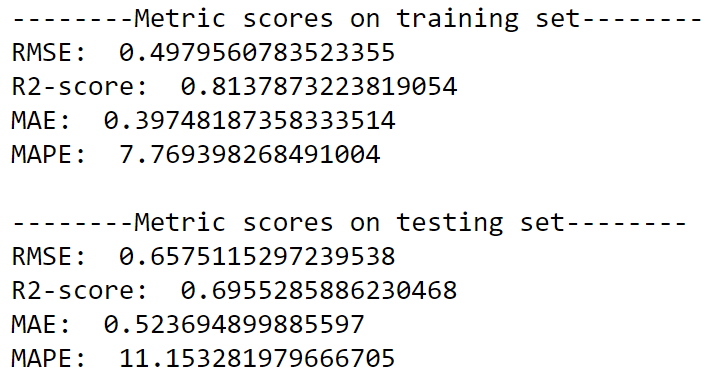 --------Metric scores on training set--------
RMSE:  0.4979560783523355
R2-score:  0.8137873223819054
MAE:  0.39748187358333514
MAPE:  7.769398268491004
--------Metric scores on testing set--------
RMSE:  0.6575115297239538
R2-score:  0.6955285886230468
MAE:  0.523694899885597
MAPE:  11.153281979666705